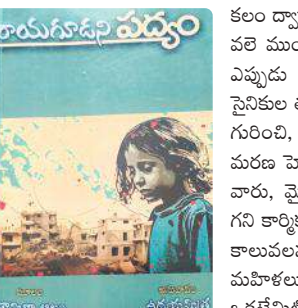 రాయగూడని
పద్యం
కలం ద్వా
వలె ముం
ఎప్పుడు
సైనికుల
గురించి,
మరణ హో
వారు, మై
గని కార్మి
కాలువల
మహిళలు